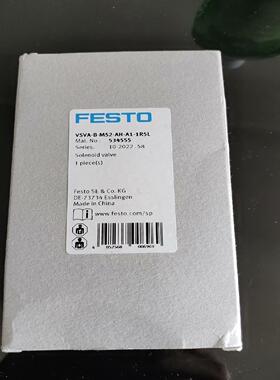 FESTO
VSVA-B-M52-AH-A1-1R5L
Mat. No.: 534555
Series: 10-2022 S8
Solenoid valve
1 piece(s)
Festo SE & Co. KG
DE-73734 Esslingen
Made in China
www.festo.com/sp